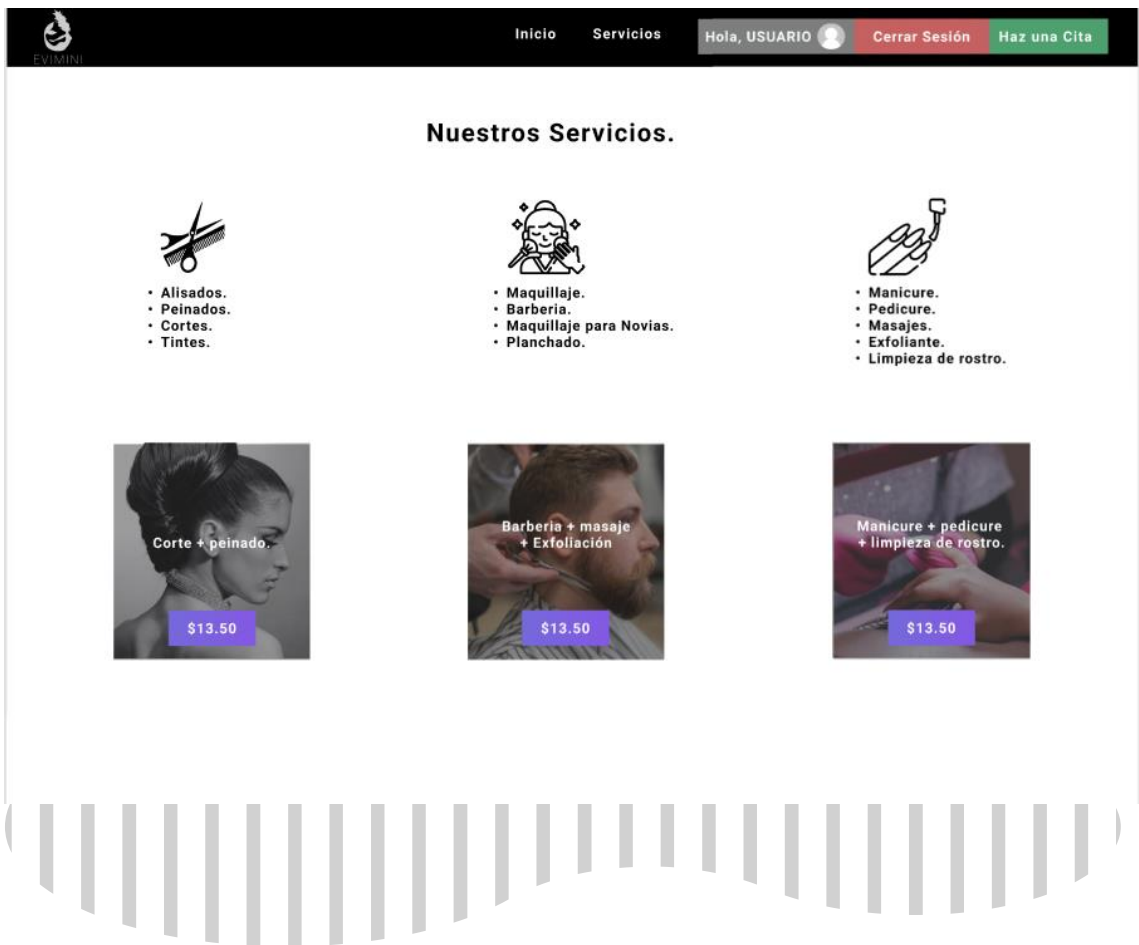 EVIMINI
Inicio
Servicios
Hola, USUARIO
Cerrar Sesión
Haz una Cita
Nuestros Servicios.
• Alisados.
• Peinados.
• Cortes.
• Tintes.
• Maquillaje.
• Barberia.
• Maquillaje para Novias.
• Planchado.
• Manicure.
• Pedicure.
• Masajes.
• Exfoliante.
• Limpieza de rostro.
Corte + peinado.
$13.50
Barberia + masaje
+ Exfoliación
$13.50
Manicure + pedicure
+ limpieza de rostro.
$13.50